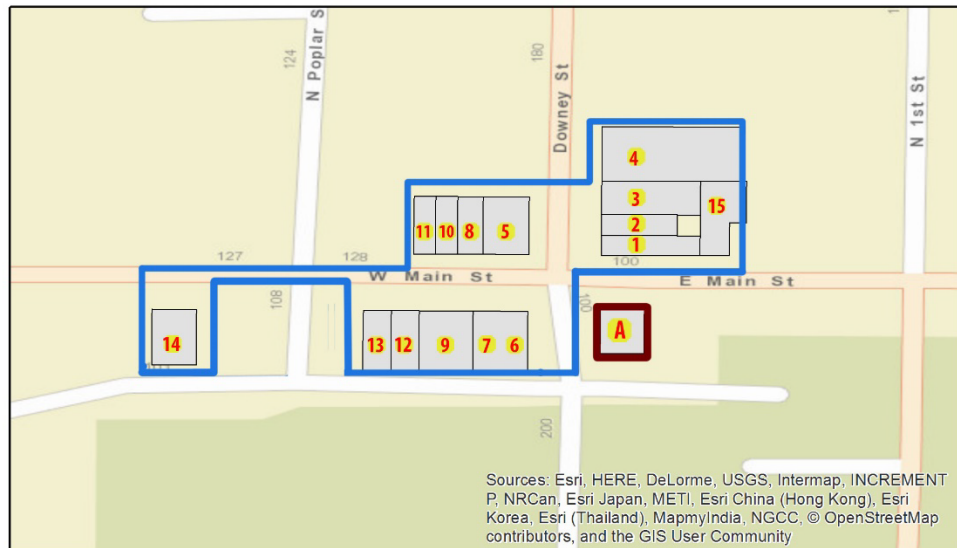 N Poplar S
124
180
Downey St
N 1st St
4
3
2
1
15
11
10
8
5
127
128
100
W Main St
E Main St
108
100
14
13
12
9
7
6
A
200
Sources: Esri, HERE, DeLorme, USGS, Intermap, INCREMENT
P, NRCan, Esri Japan, METI, Esri China (Hong Kong), Esri
Korea, Esri (Thailand), MapmyIndia, NGCC, © OpenStreetMap
contributors, and the GIS User Community